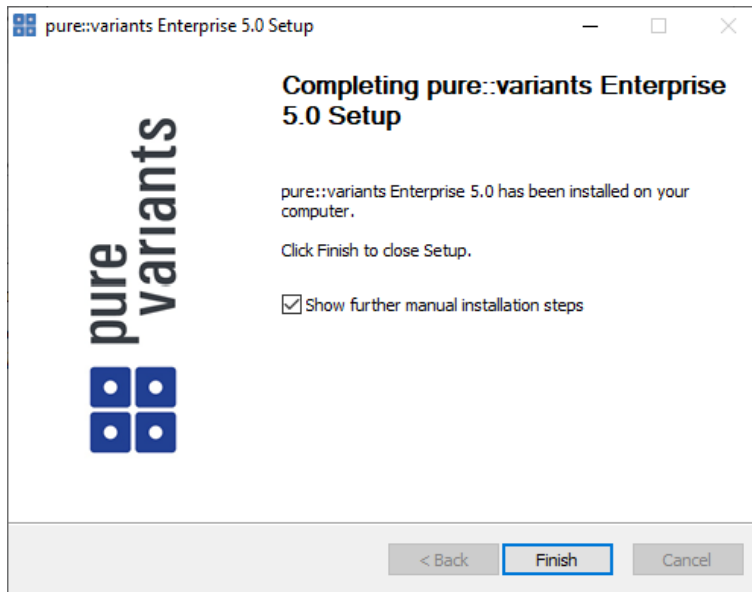 pure::variants Enterprise 5.0 Setup
Completing pure::variants Enterprise
5.0 Setup
pure
variants
pure::variants Enterprise 5.0 has been installed on your
computer.
Click Finish to close Setup.
Show further manual installation steps
< Back
Finish
Cancel